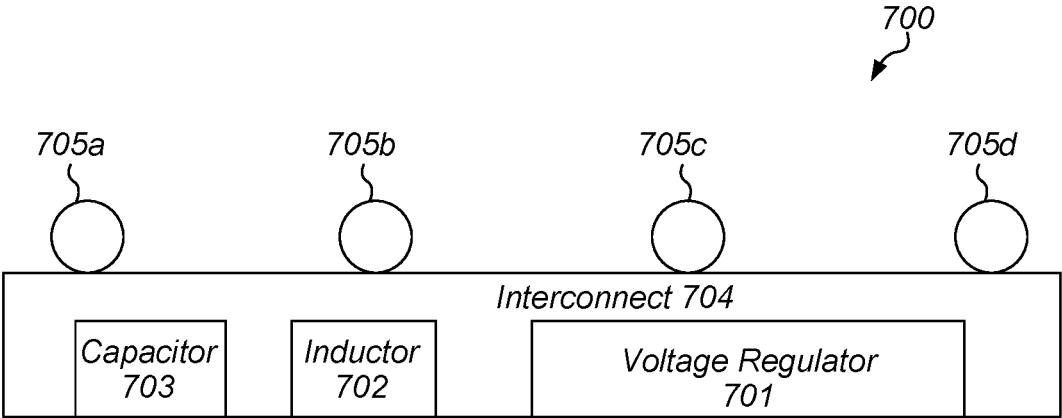 700
705a
705b
705c
705d
Interconnect 704
Capacitor
703
Inductor
702
Voltage Regulator
701